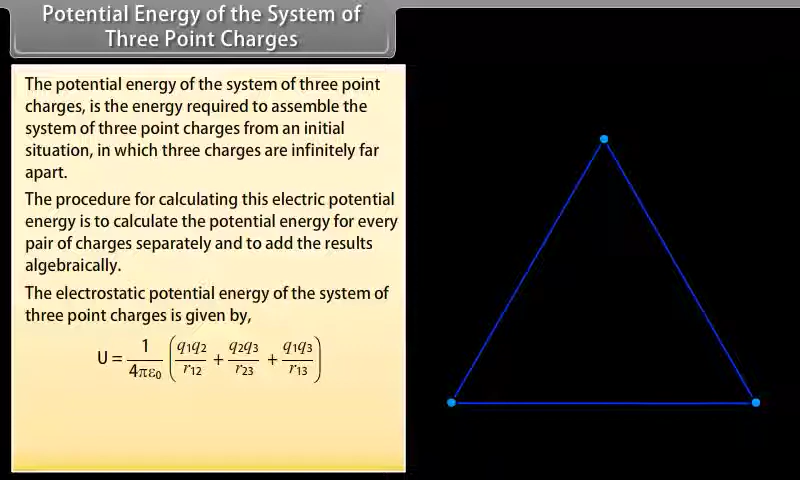 Potential Energy of the System of
Three Point Charges
The potential energy of the system of three point
charges, is the energy required to assemble the
system of three point charges from an initial
situation, in which three charges are infinitely far
apart.
The procedure for calculating this electric potential
energy is to calculate the potential energy for every
pair of charges separately and to add the results
algebraically.
The electrostatic potential energy of the system of
three point charges is given by,
U = 1/4πε₀ (q₁q₂/r₁₂ + q₂q₃/r₂₃ + q₁q₃/r₁₃)